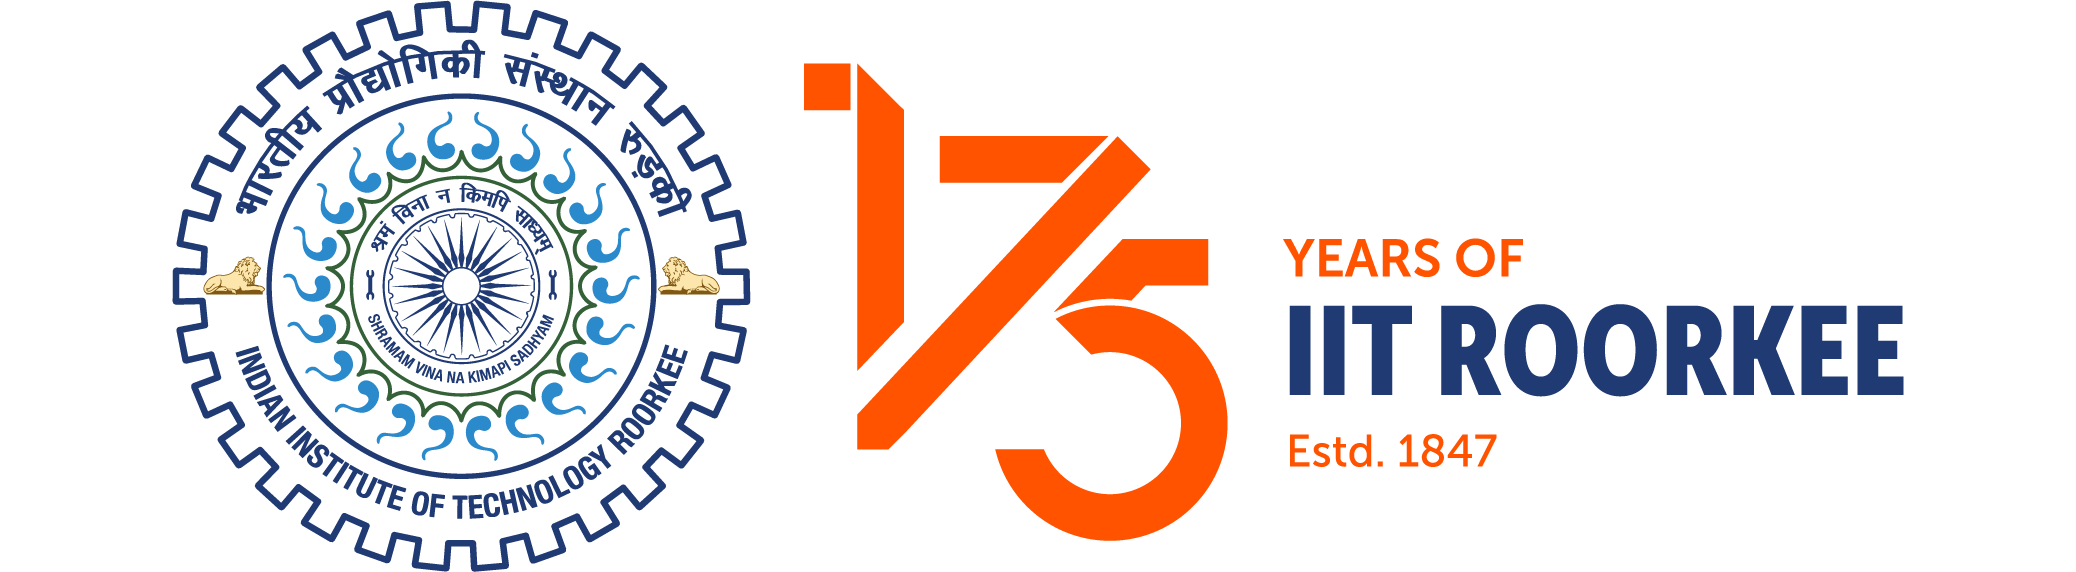 भारतीय प्रौद्योगिकी संस्थान रुड़की
श्रमं विना न किमपि साध्यम्
SHRAMAM VINA NA KIMAPI SADHYAM
INDIAN INSTITUTE OF TECHNOLOGY ROORKEE
175
YEARS OF
IIT ROORKEE
Estd. 1847